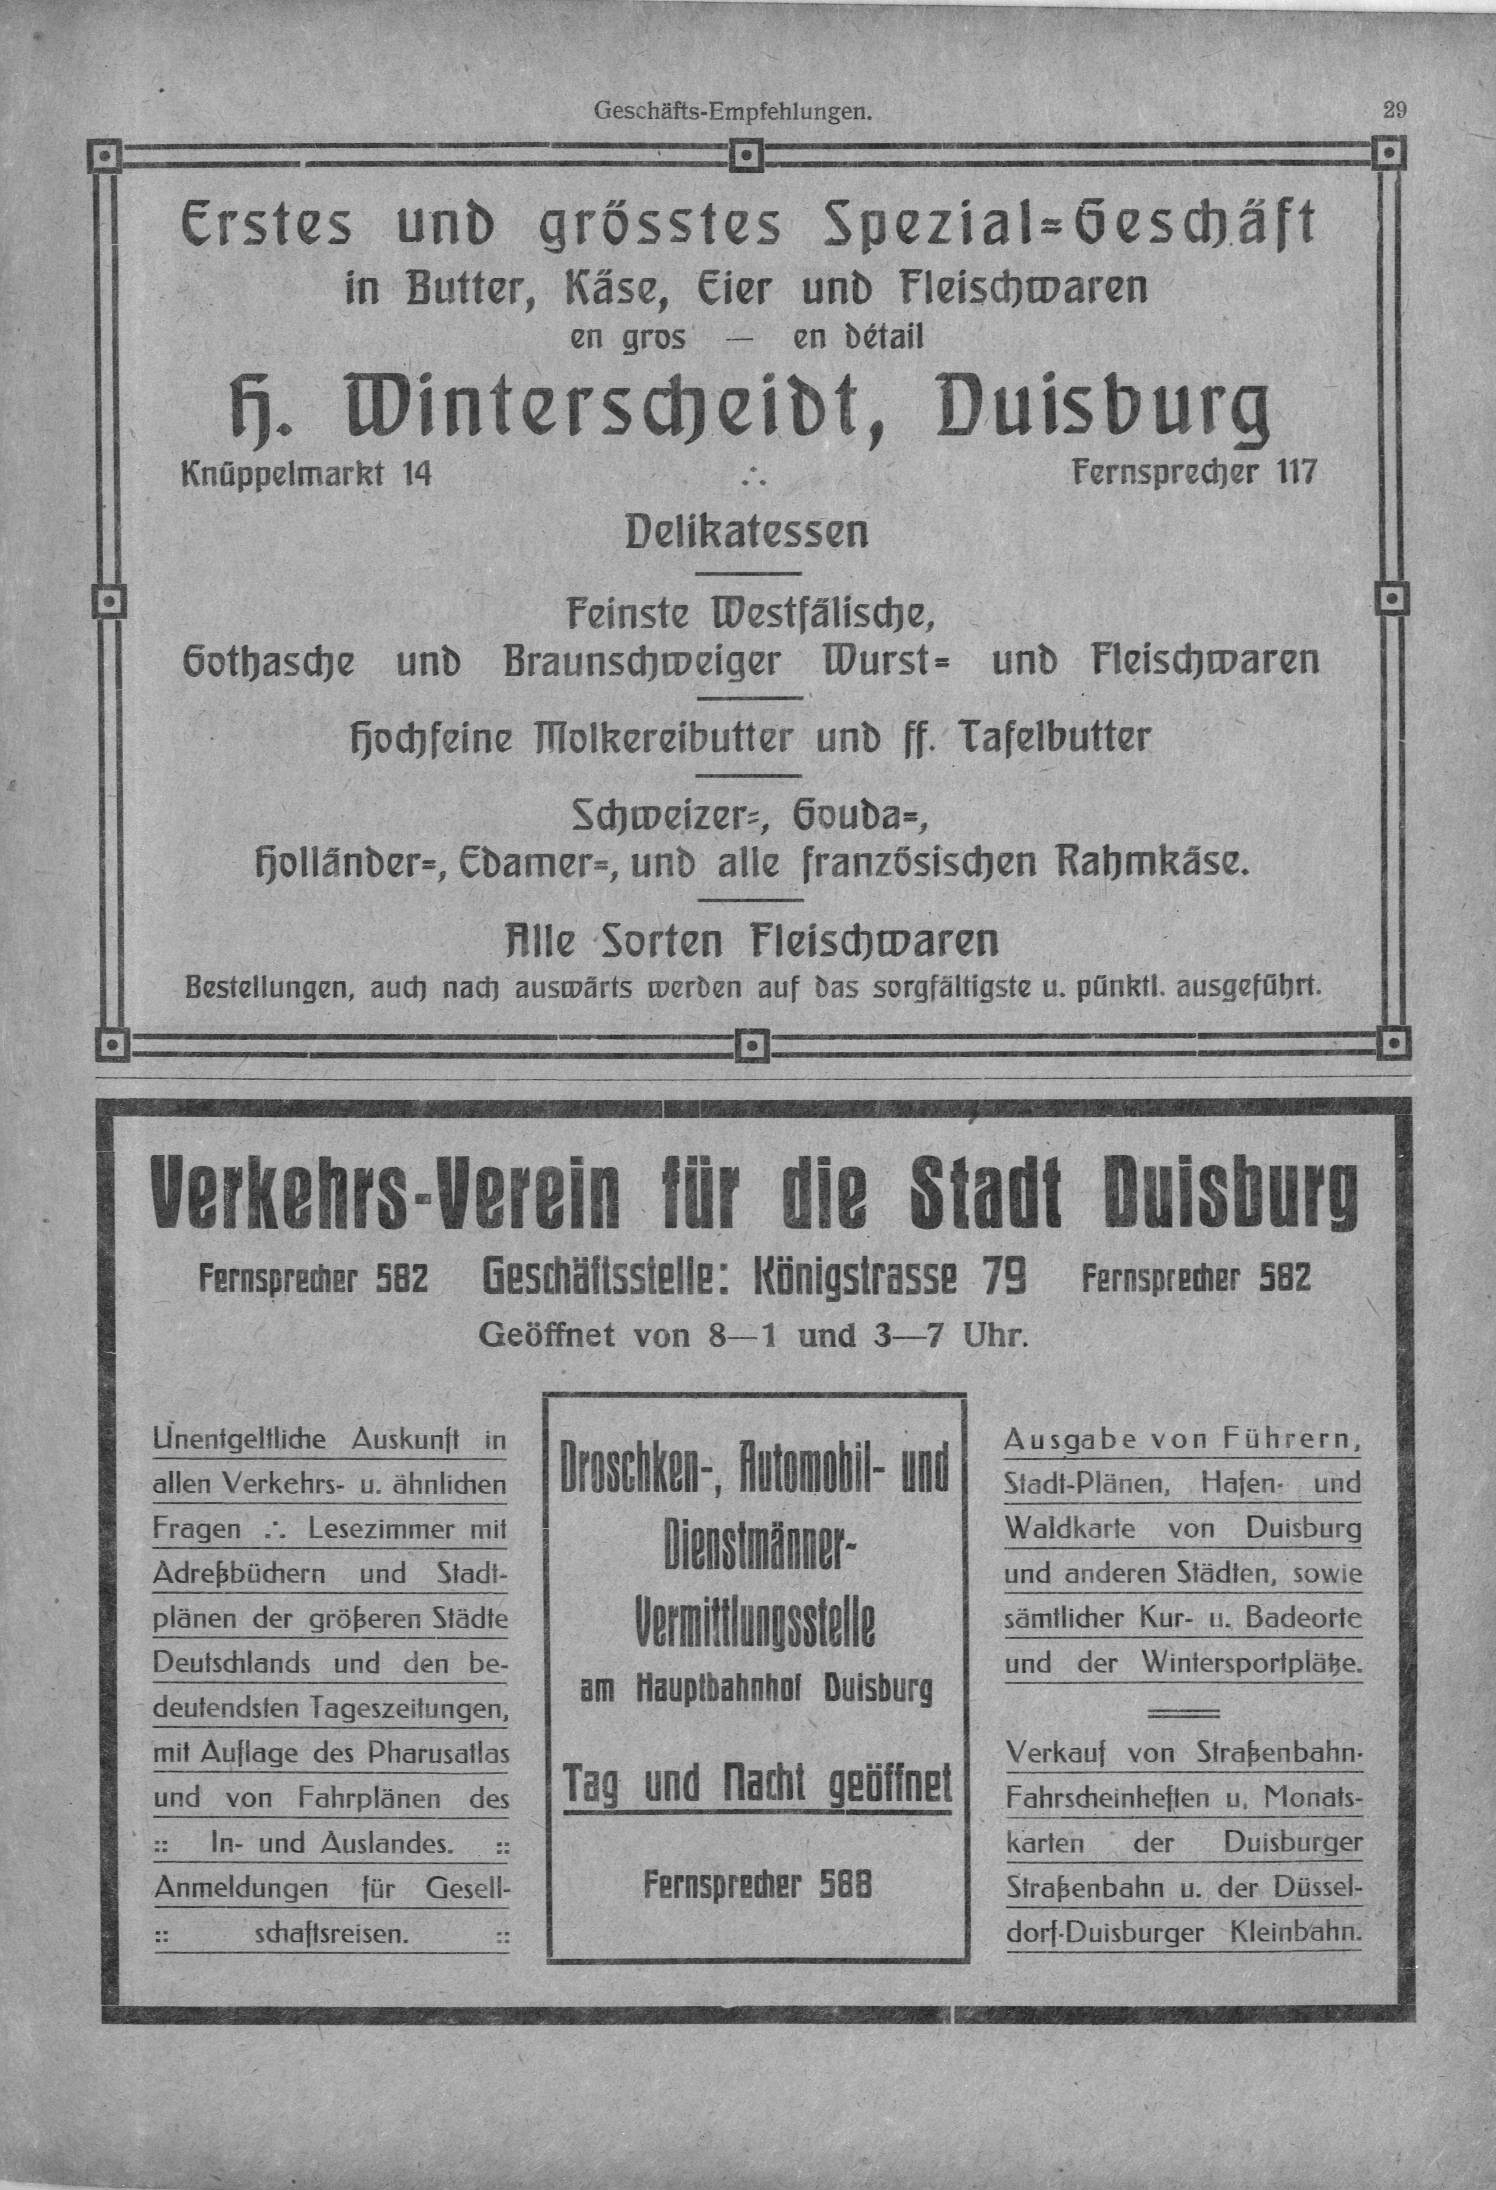 Geschäfts-Empfehlungen.
29
Erstes und grösstes Spezial=Geschäft
in Butter, Käse, Eier und Fleischwaren
en gros — en détail
H. Winterscheidt, Duisburg
Knüppelmarkt 14 ∴ Fernsprecher 117
Delikatessen
Feinste Westfälische,
Gothasche und Braunschweiger Wurst= und Fleischwaren
Hochfeine Molkereibutter und ff. Tafelbutter
Schweizer=, Gouda=,
Holländer=, Edamer=, und alle französischen Rahmkäse.
Alle Sorten Fleischwaren
Bestellungen, auch nach auswärts werden auf das sorgfältigste u. pünktl. ausgeführt.
Verkehrs-Verein für die Stadt Duisburg
Fernsprecher 582 Geschäftsstelle: Königstrasse 79 Fernsprecher 582
Geöffnet von 8—1 und 3—7 Uhr.
Unentgeltliche Auskunft in
allen Verkehrs- u. ähnlichen
Fragen ∴ Lesezimmer mit
Adreßbüchern und Stadt-
plänen der größeren Städte
Deutschlands und den be-
deutendsten Tageszeitungen,
mit Auflage des Pharusatlas
und von Fahrplänen des
:: In- und Auslandes. ::
Anmeldungen für Gesell-
:: schaftsreisen. ::
Droschken-, Automobil- und
Dienstmänner-
Vermittlungsstelle
am Hauptbahnhof Duisburg
Tag und Nacht geöffnet
Fernsprecher 588
Ausgabe von Führern,
Stadt-Plänen, Hafen- und
Waldkarte von Duisburg
und anderen Städten, sowie
sämtlicher Kur- u. Badeorte
und der Wintersportplätze.
Verkauf von Straßenbahn-
Fahrscheinheften u. Monats-
karten der Duisburger
Straßenbahn u. der Düssel-
dorf-Duisburger Kleinbahn.